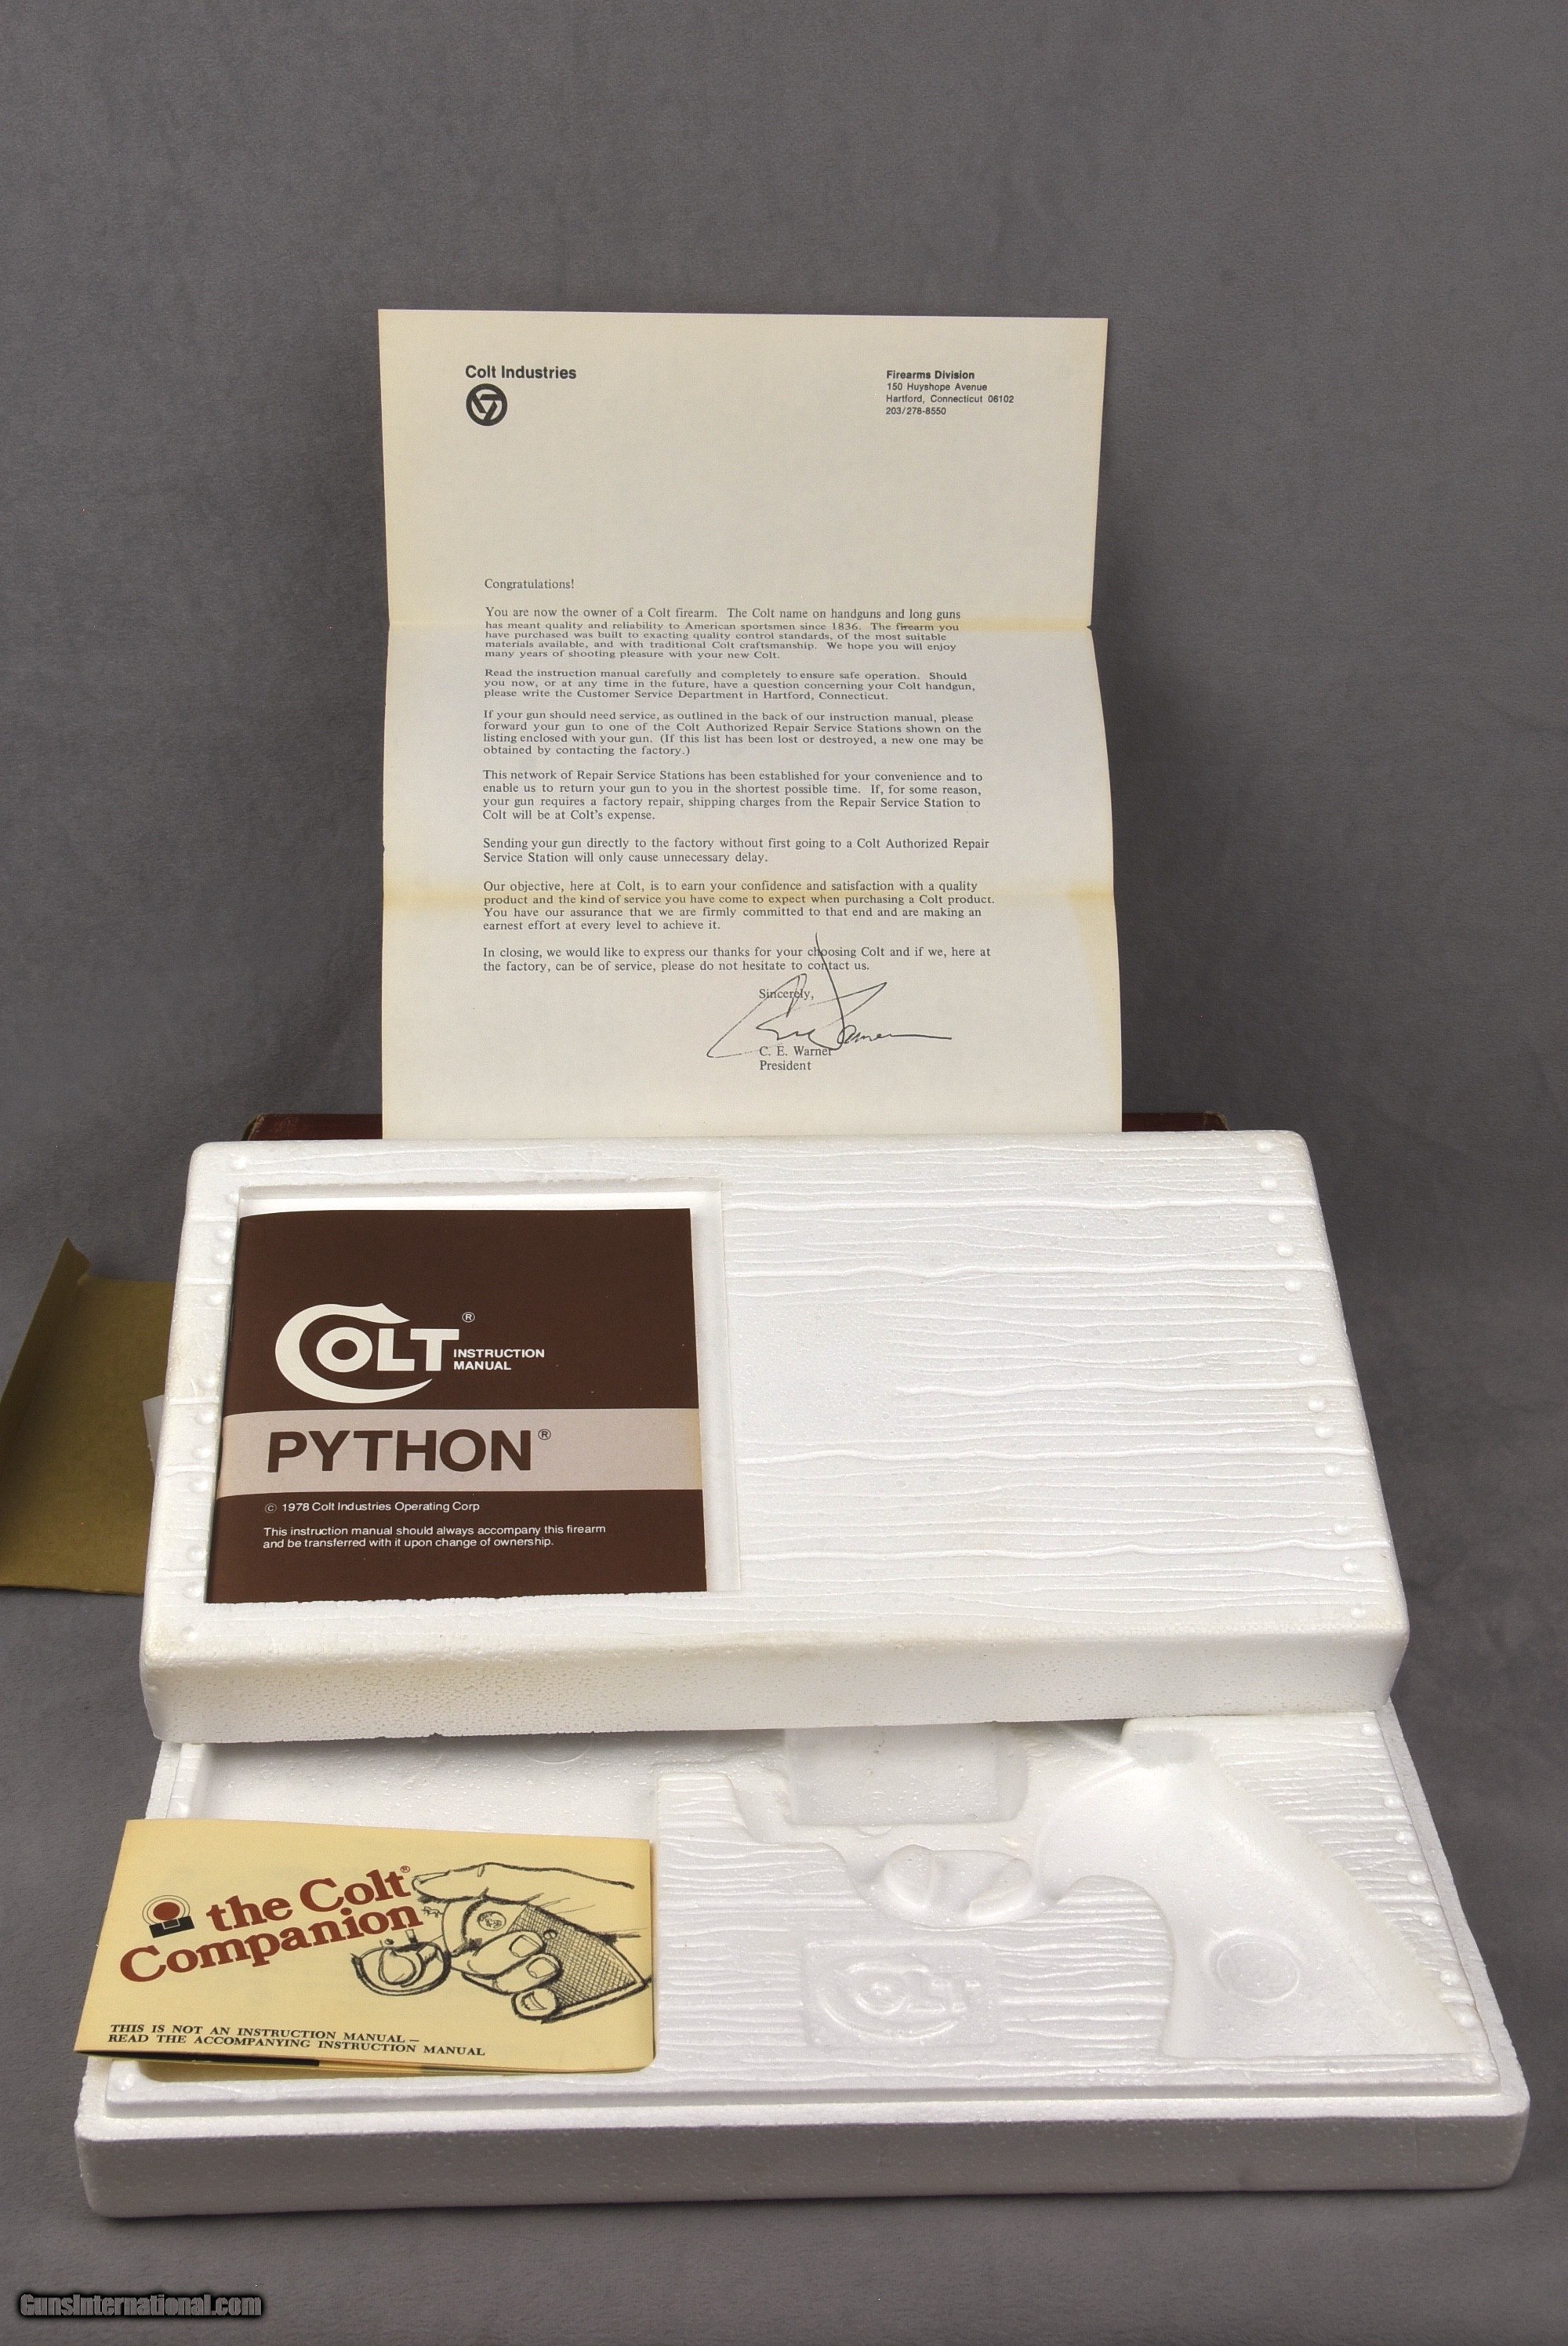 Colt Industries
Firearms Division
150 Huyshope Avenue
Hartford, Connecticut 06102
203/278-8550
Congratulations!
You are now the owner of a Colt firearm. The Colt name on handguns and long guns
has meant quality and reliability to American sportsmen since 1836. The firearm you
have purchased was built to exacting quality control standards, of the most suitable
materials available, and with traditional Colt craftsmanship. We hope you will enjoy
many years of shooting pleasure with your new Colt.
Read the instruction manual carefully and completely to ensure safe operation. Should
you now, or at any time in the future, have a question concerning your Colt handgun,
please write the Customer Service Department in Hartford, Connecticut.
If your gun should need service, as outlined in the back of our instruction manual, please
forward your gun to one of the Colt Authorized Repair Service Stations shown on the
listing enclosed with your gun. (If this list has been lost or destroyed, a new one may be
obtained by contacting the factory.)
This network of Repair Service Stations has been established for your convenience and to
enable us to return your gun to you in the shortest possible time. If, for some reason,
your gun requires a factory repair, shipping charges from the Repair Service Station to
Colt will be at Colt's expense.
Sending your gun directly to the factory without first going to a Colt Authorized Repair
Service Station will only cause unnecessary delay.
Our objective, here at Colt, is to earn your confidence and satisfaction with a quality
product and the kind of service you have come to expect when purchasing a Colt product.
You have our assurance that we are firmly committed to that end and are making an
earnest effort at every level to achieve it.
In closing, we would like to express our thanks for your choosing Colt and if we, here at
the factory, can be of service, please do not hesitate to contact us.
Sincerely,
C. E. Warner
President
COLT®
INSTRUCTION
MANUAL
PYTHON®
© 1978 Colt Industries Operating Corp
This instruction manual should always accompany this firearm
and be transferred with it upon change of ownership.
the Colt®
Companion
THIS IS NOT AN INSTRUCTION MANUAL —
READ THE ACCOMPANYING INSTRUCTION MANUAL
COLT
GunsInternational.com